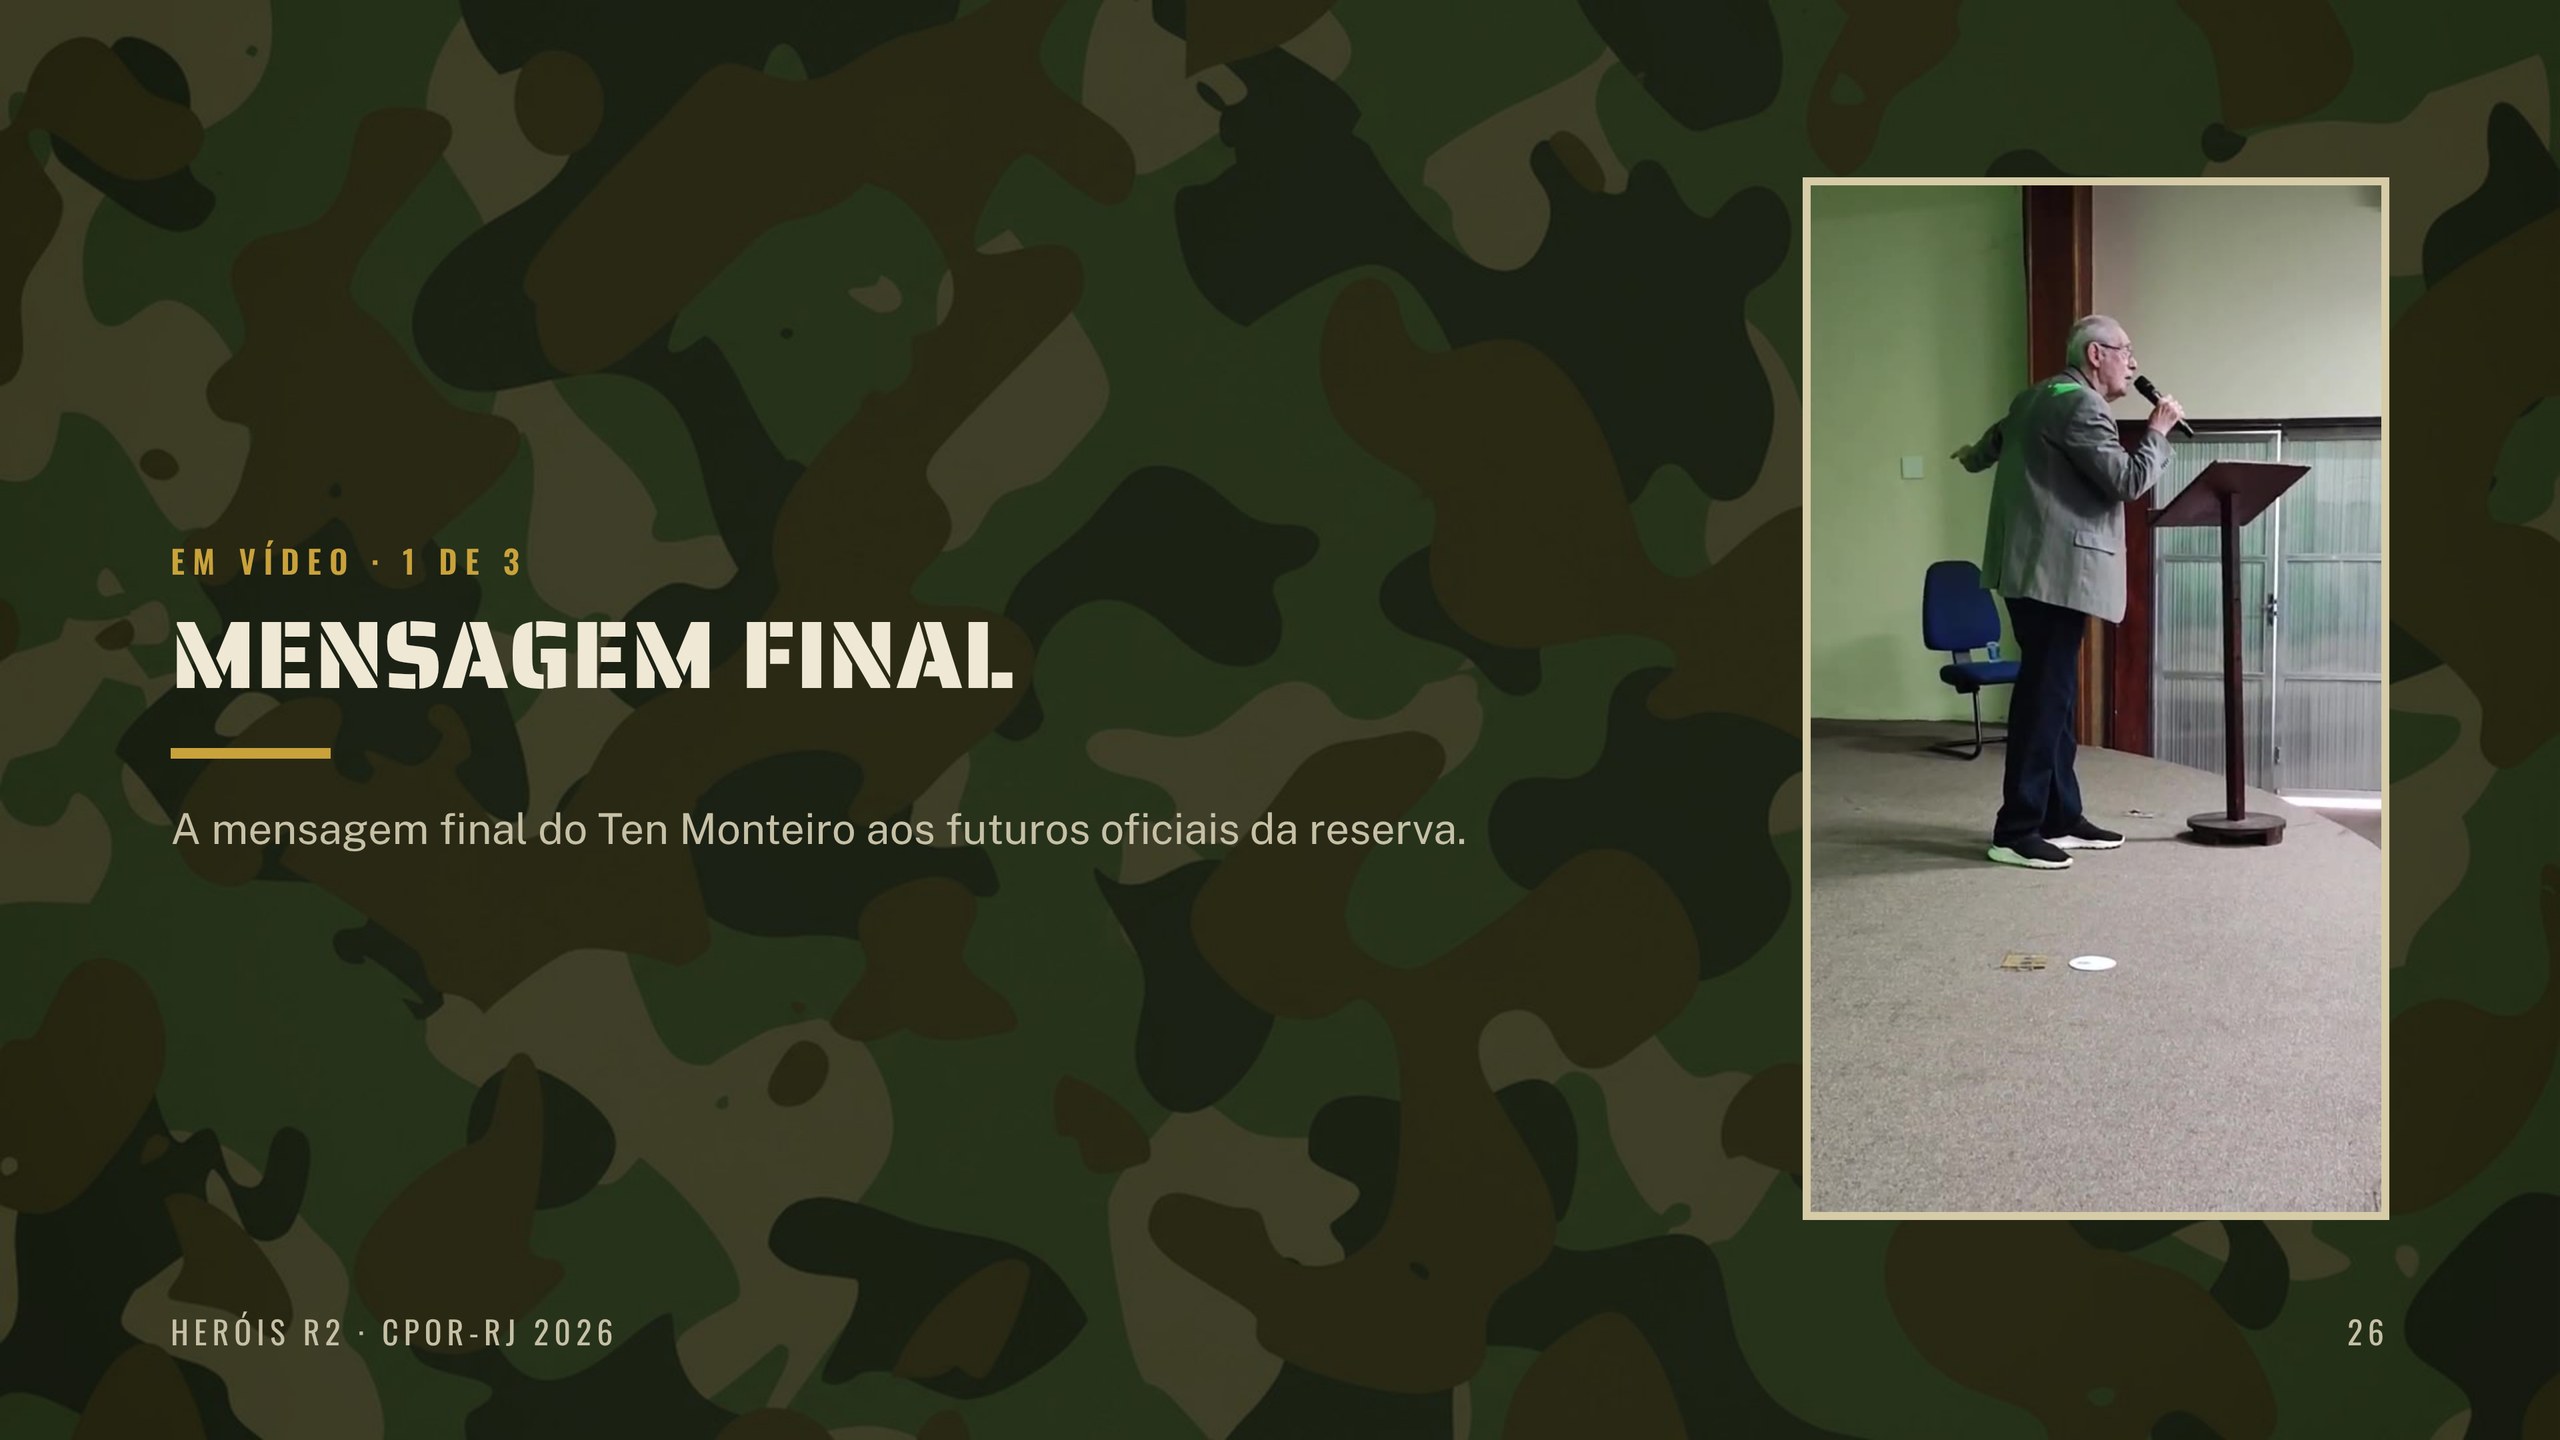 EM VÍDEO · 1 DE 3
MENSAGEM FINAL
A mensagem final do Ten Monteiro aos futuros oficiais da reserva.
HERÓIS R2 · CPOR-RJ 2026
26